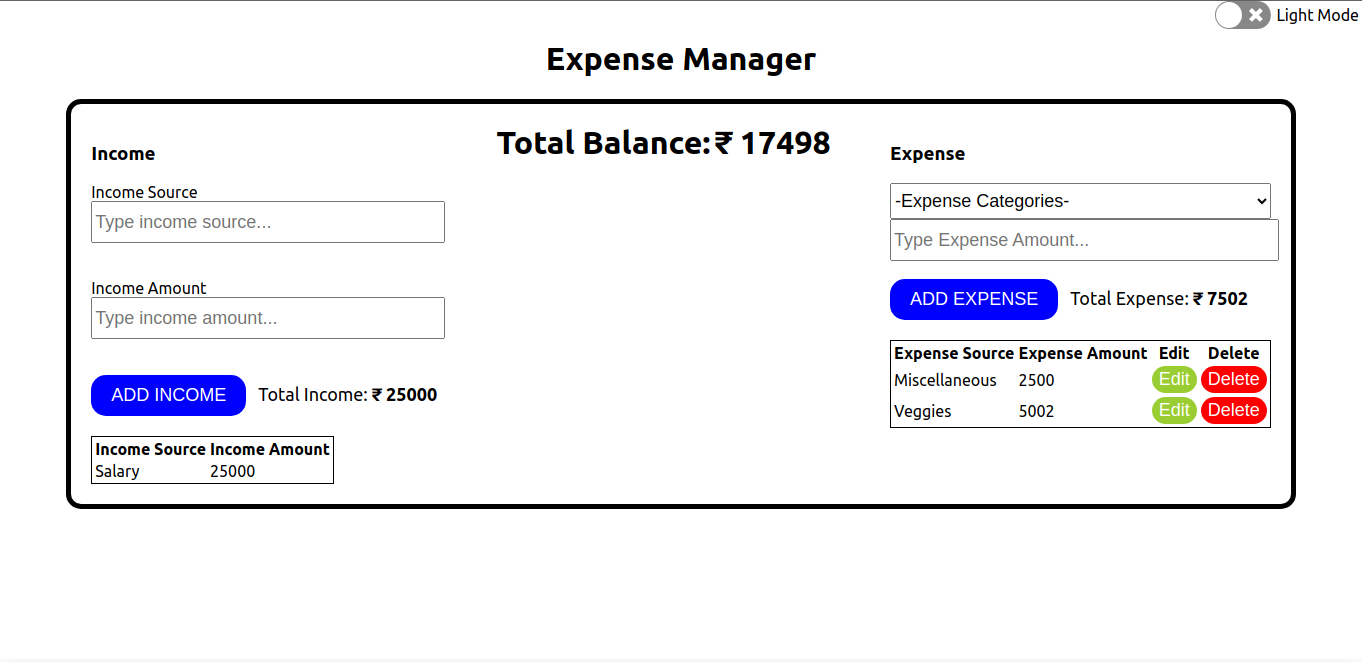 Light Mode
Expense Manager
Total Balance:₹ 17498
Income
Income Source
Type income source...
Income Amount
Type income amount...
ADD INCOME Total Income: ₹ 25000
Income Source Income Amount
Salary 25000
Expense
-Expense Categories-
Type Expense Amount...
ADD EXPENSE Total Expense: ₹ 7502
Expense Source Expense Amount Edit Delete
Miscellaneous 2500 Edit Delete
Veggies 5002 Edit Delete